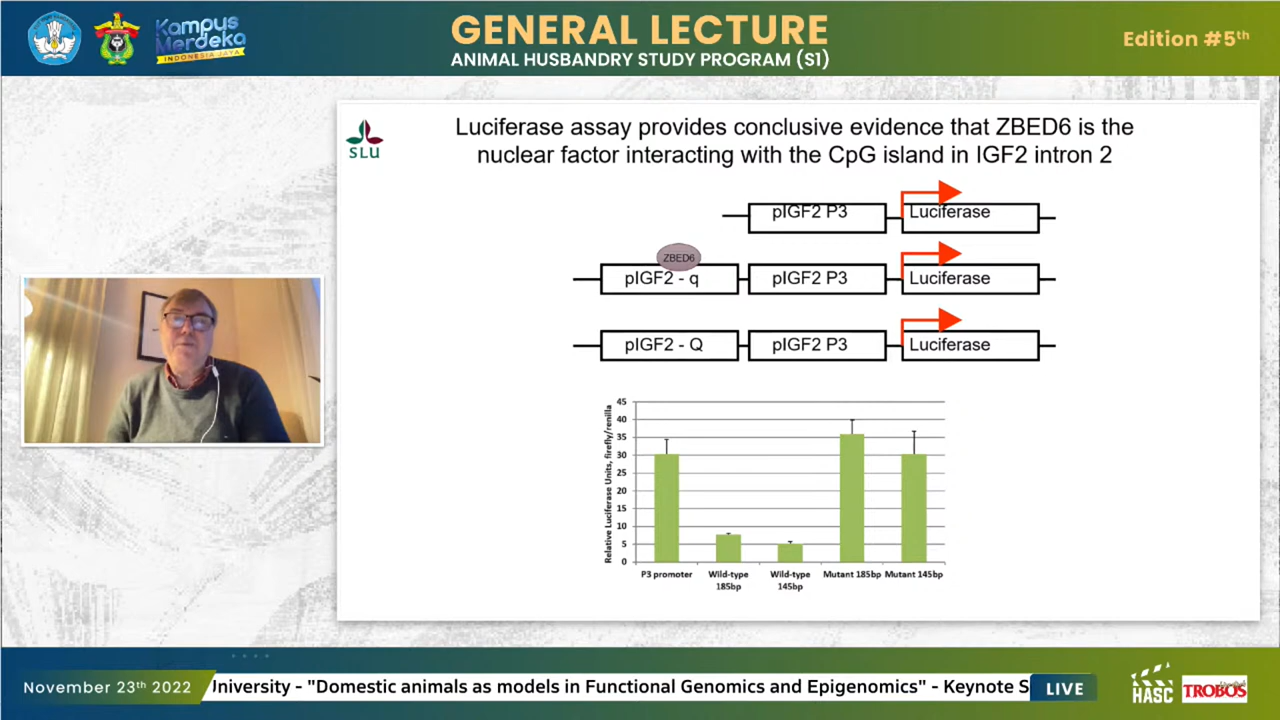 Kampus
Merdeka
INDONESIA JAYA
GENERAL LECTURE
ANIMAL HUSBANDRY STUDY PROGRAM (S1)
Edition #5th
SLU
Luciferase assay provides conclusive evidence that ZBED6 is the
nuclear factor interacting with the CpG island in IGF2 intron 2
pIGF2 P3 Luciferase
ZBED6
pIGF2 - q pIGF2 P3 Luciferase
pIGF2 - Q pIGF2 P3 Luciferase
Relative Luciferase Units, firefly/renilla
45
40
35
30
25
20
15
10
5
0
P3 promoter
Wild-type
185bp
Wild-type
145bp
Mutant 185bp
Mutant 145bp
November 23th 2022
University - "Domestic animals as models in Functional Genomics and Epigenomics" - Keynote S
LIVE
HASC
TROBOS